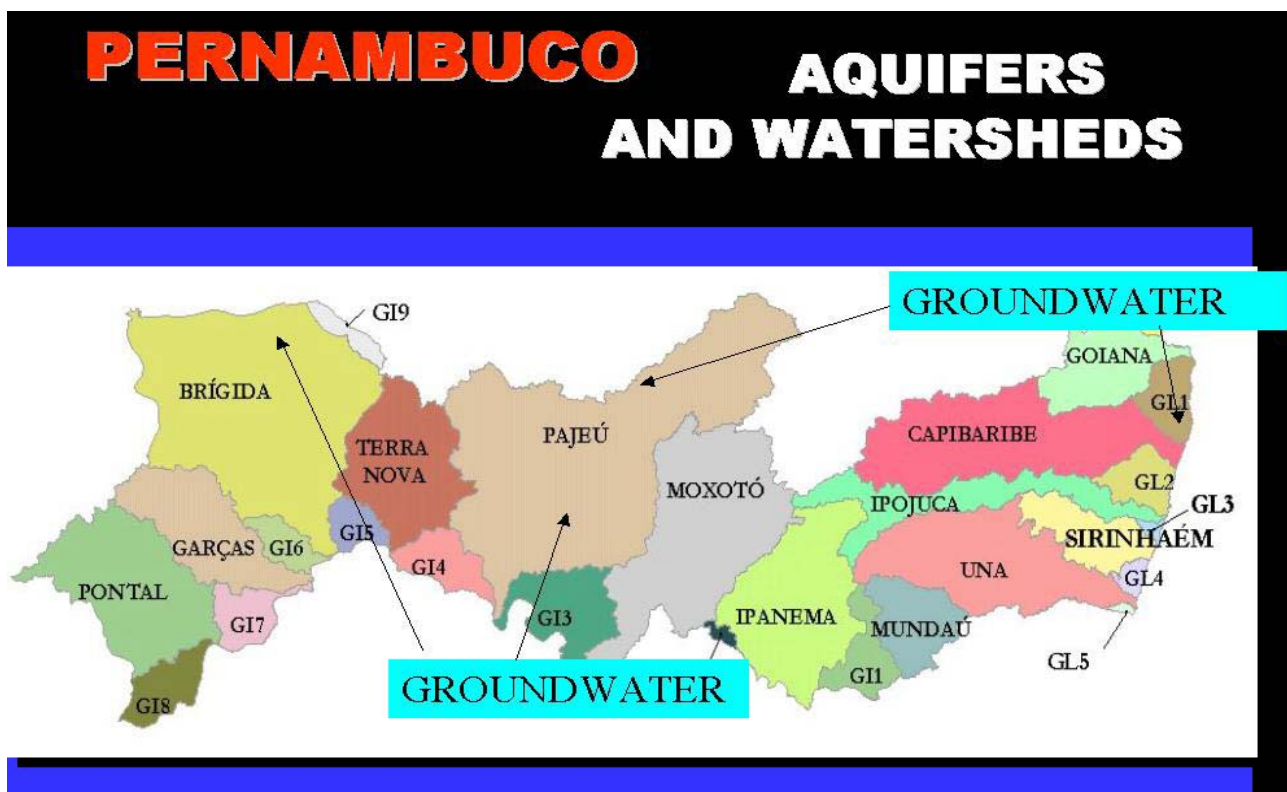 PERNAMBUCO
AQUIFERS
AND WATERSHEDS
GROUNDWATER
GI9
GOIANA
BRÍGIDA
GL1
PAJEÚ
CAPIBARIBE
TERRA
NOVA
MOXOTÓ
GL2
IPOJUCA
GL3
GI5
SIRINHAÉM
GARÇAS
GI6
GI4
UNA
GL4
PONTAL
GI7
GI3
IPANEMA
MUNDAÚ
GL5
GI1
GROUNDWATER
GI8